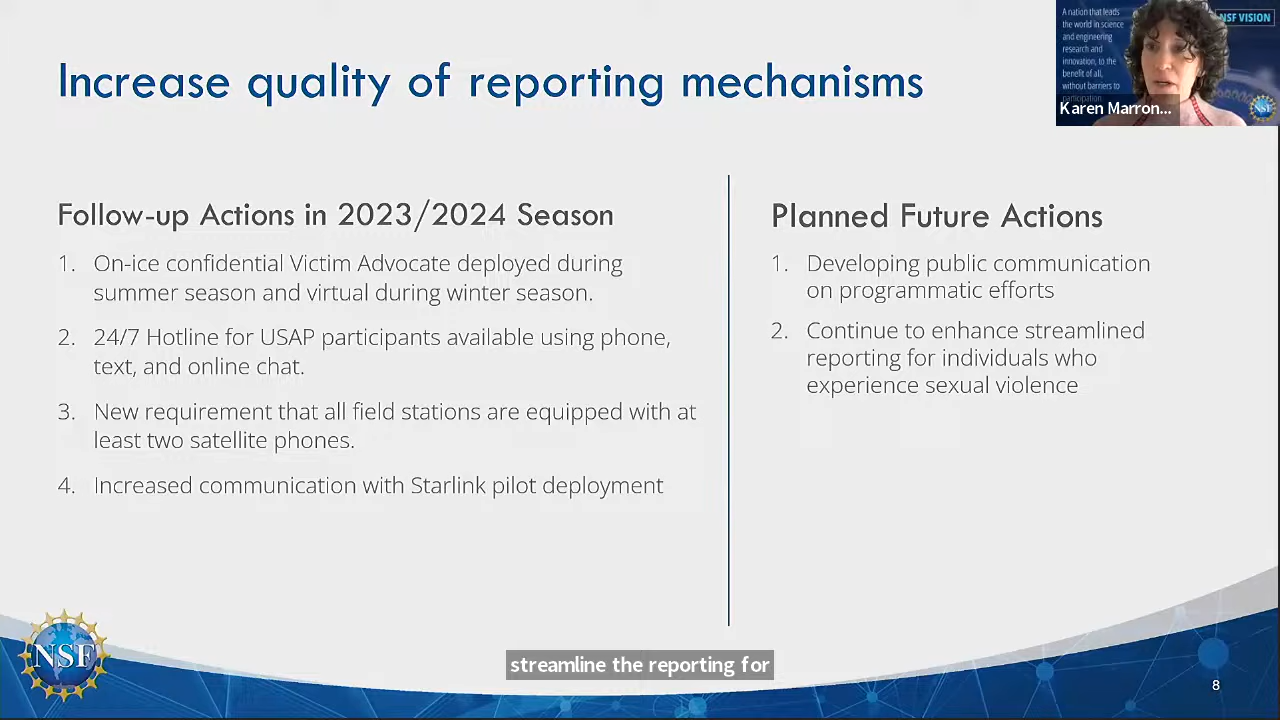 Increase quality of reporting mechanisms
A nation that leads
the world in science
and engineering
research and
innovation, to the
benefit of all,
without barriers to
participation
NSF VISION
Karen Marron...
NSF
Follow-up Actions in 2023/2024 Season
1. On-ice confidential Victim Advocate deployed during
summer season and virtual during winter season.
2. 24/7 Hotline for USAP participants available using phone,
text, and online chat.
3. New requirement that all field stations are equipped with at
least two satellite phones.
4. Increased communication with Starlink pilot deployment
Planned Future Actions
1. Developing public communication
on programmatic efforts
2. Continue to enhance streamlined
reporting for individuals who
experience sexual violence
NSF
streamline the reporting for
8